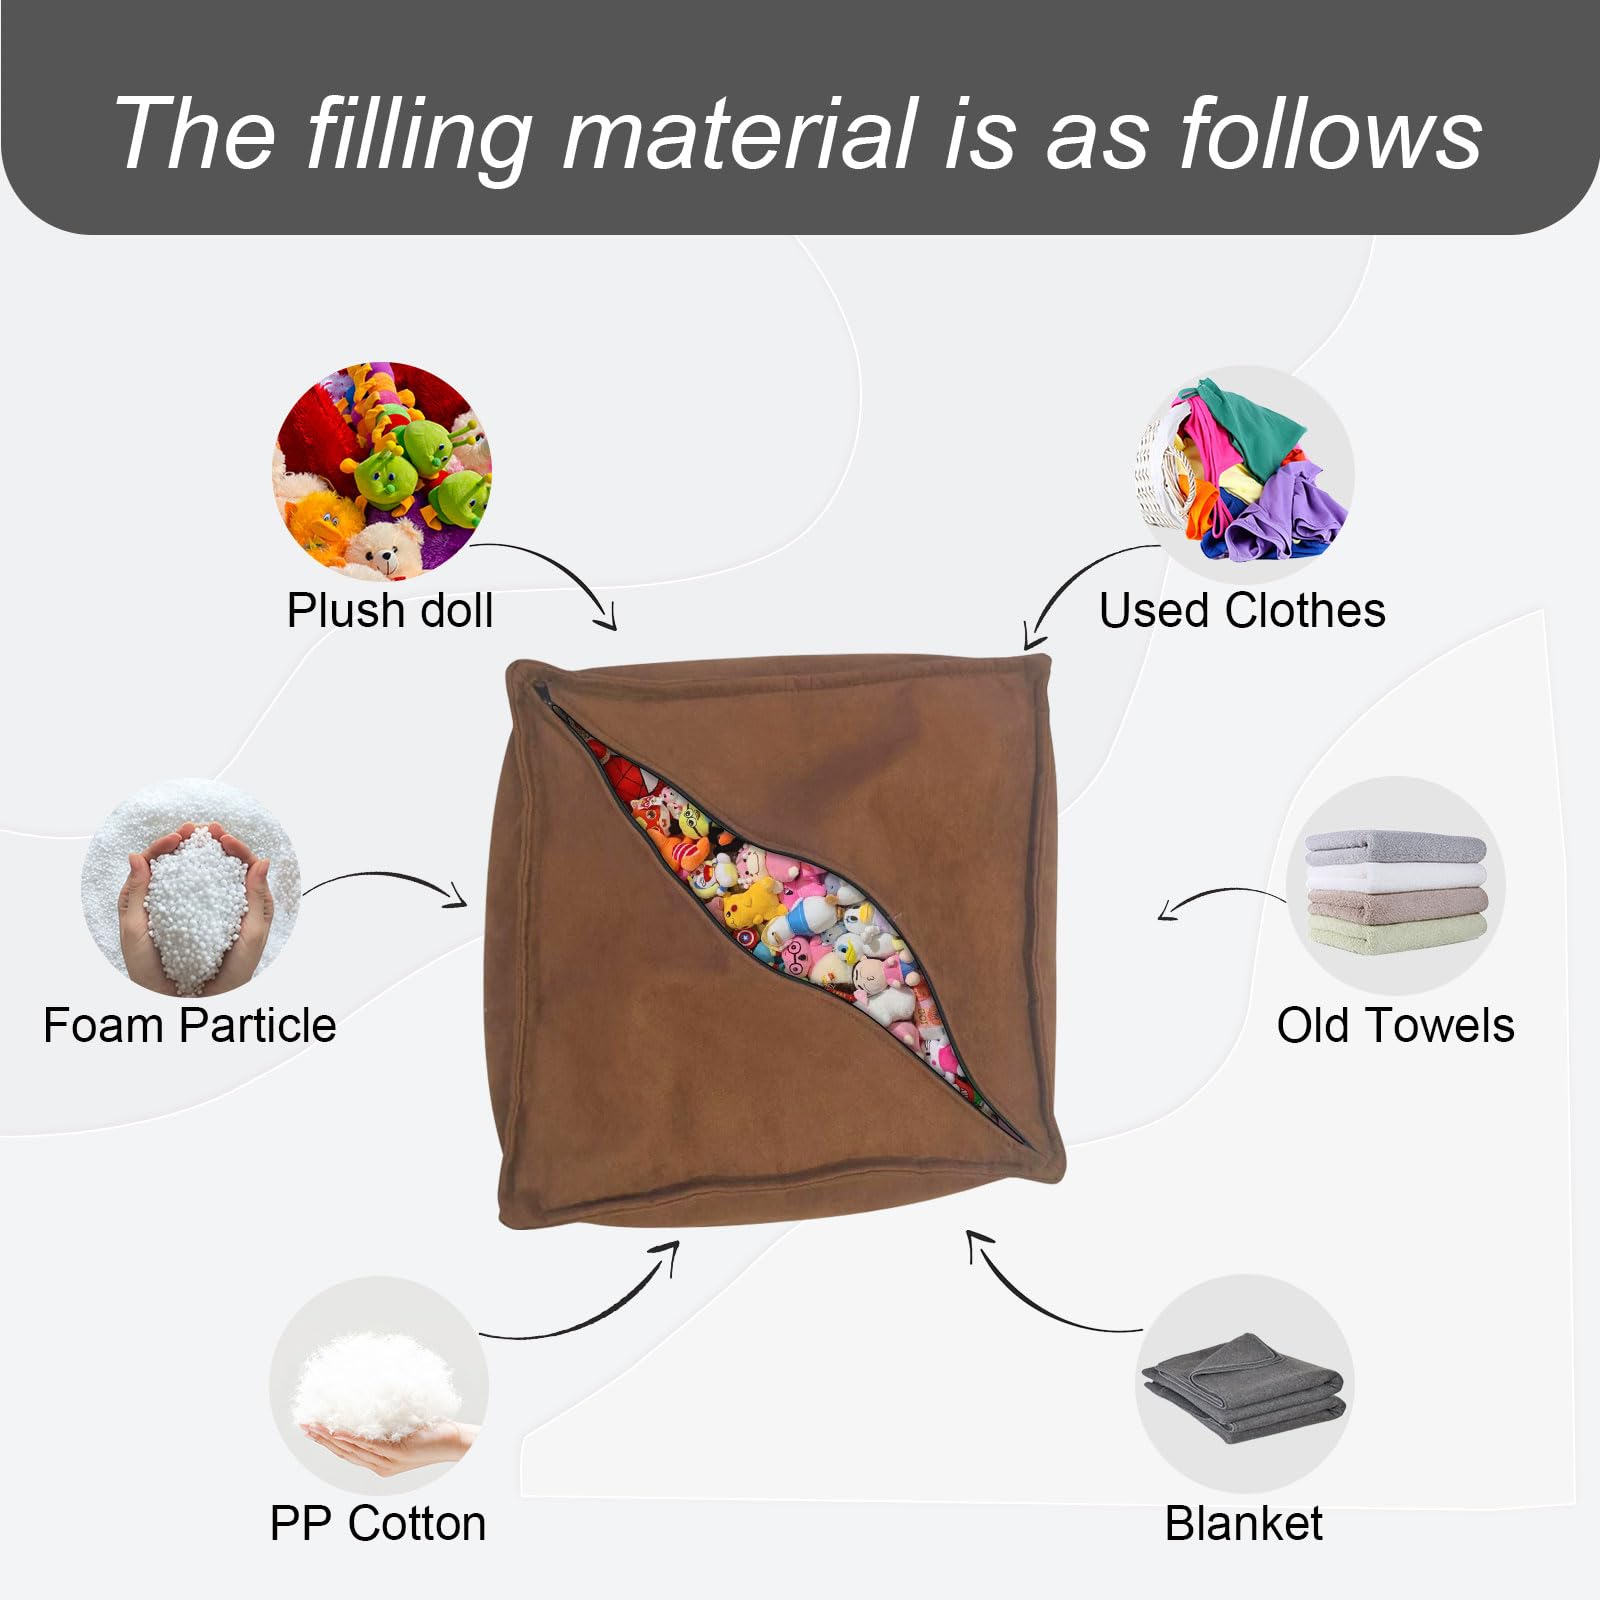 The filling material is as follows
Plush doll
Used Clothes
Foam Particle
Old Towels
PP Cotton
Blanket